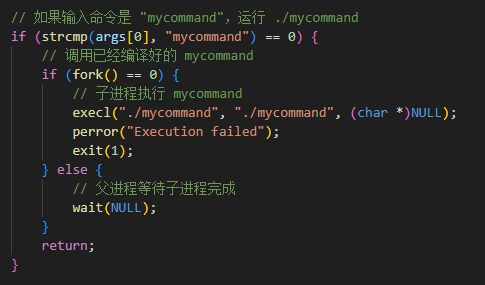 // 如果输入命令是 "mycommand"，运行 ./mycommand
if (strcmp(args[0], "mycommand") == 0) {
    // 调用已经编译好的 mycommand
    if (fork() == 0) {
        // 子进程执行 mycommand
        execl("./mycommand", "./mycommand", (char *)NULL);
        perror("Execution failed");
        exit(1);
    } else {
        // 父进程等待子进程完成
        wait(NULL);
    }
    return;
}